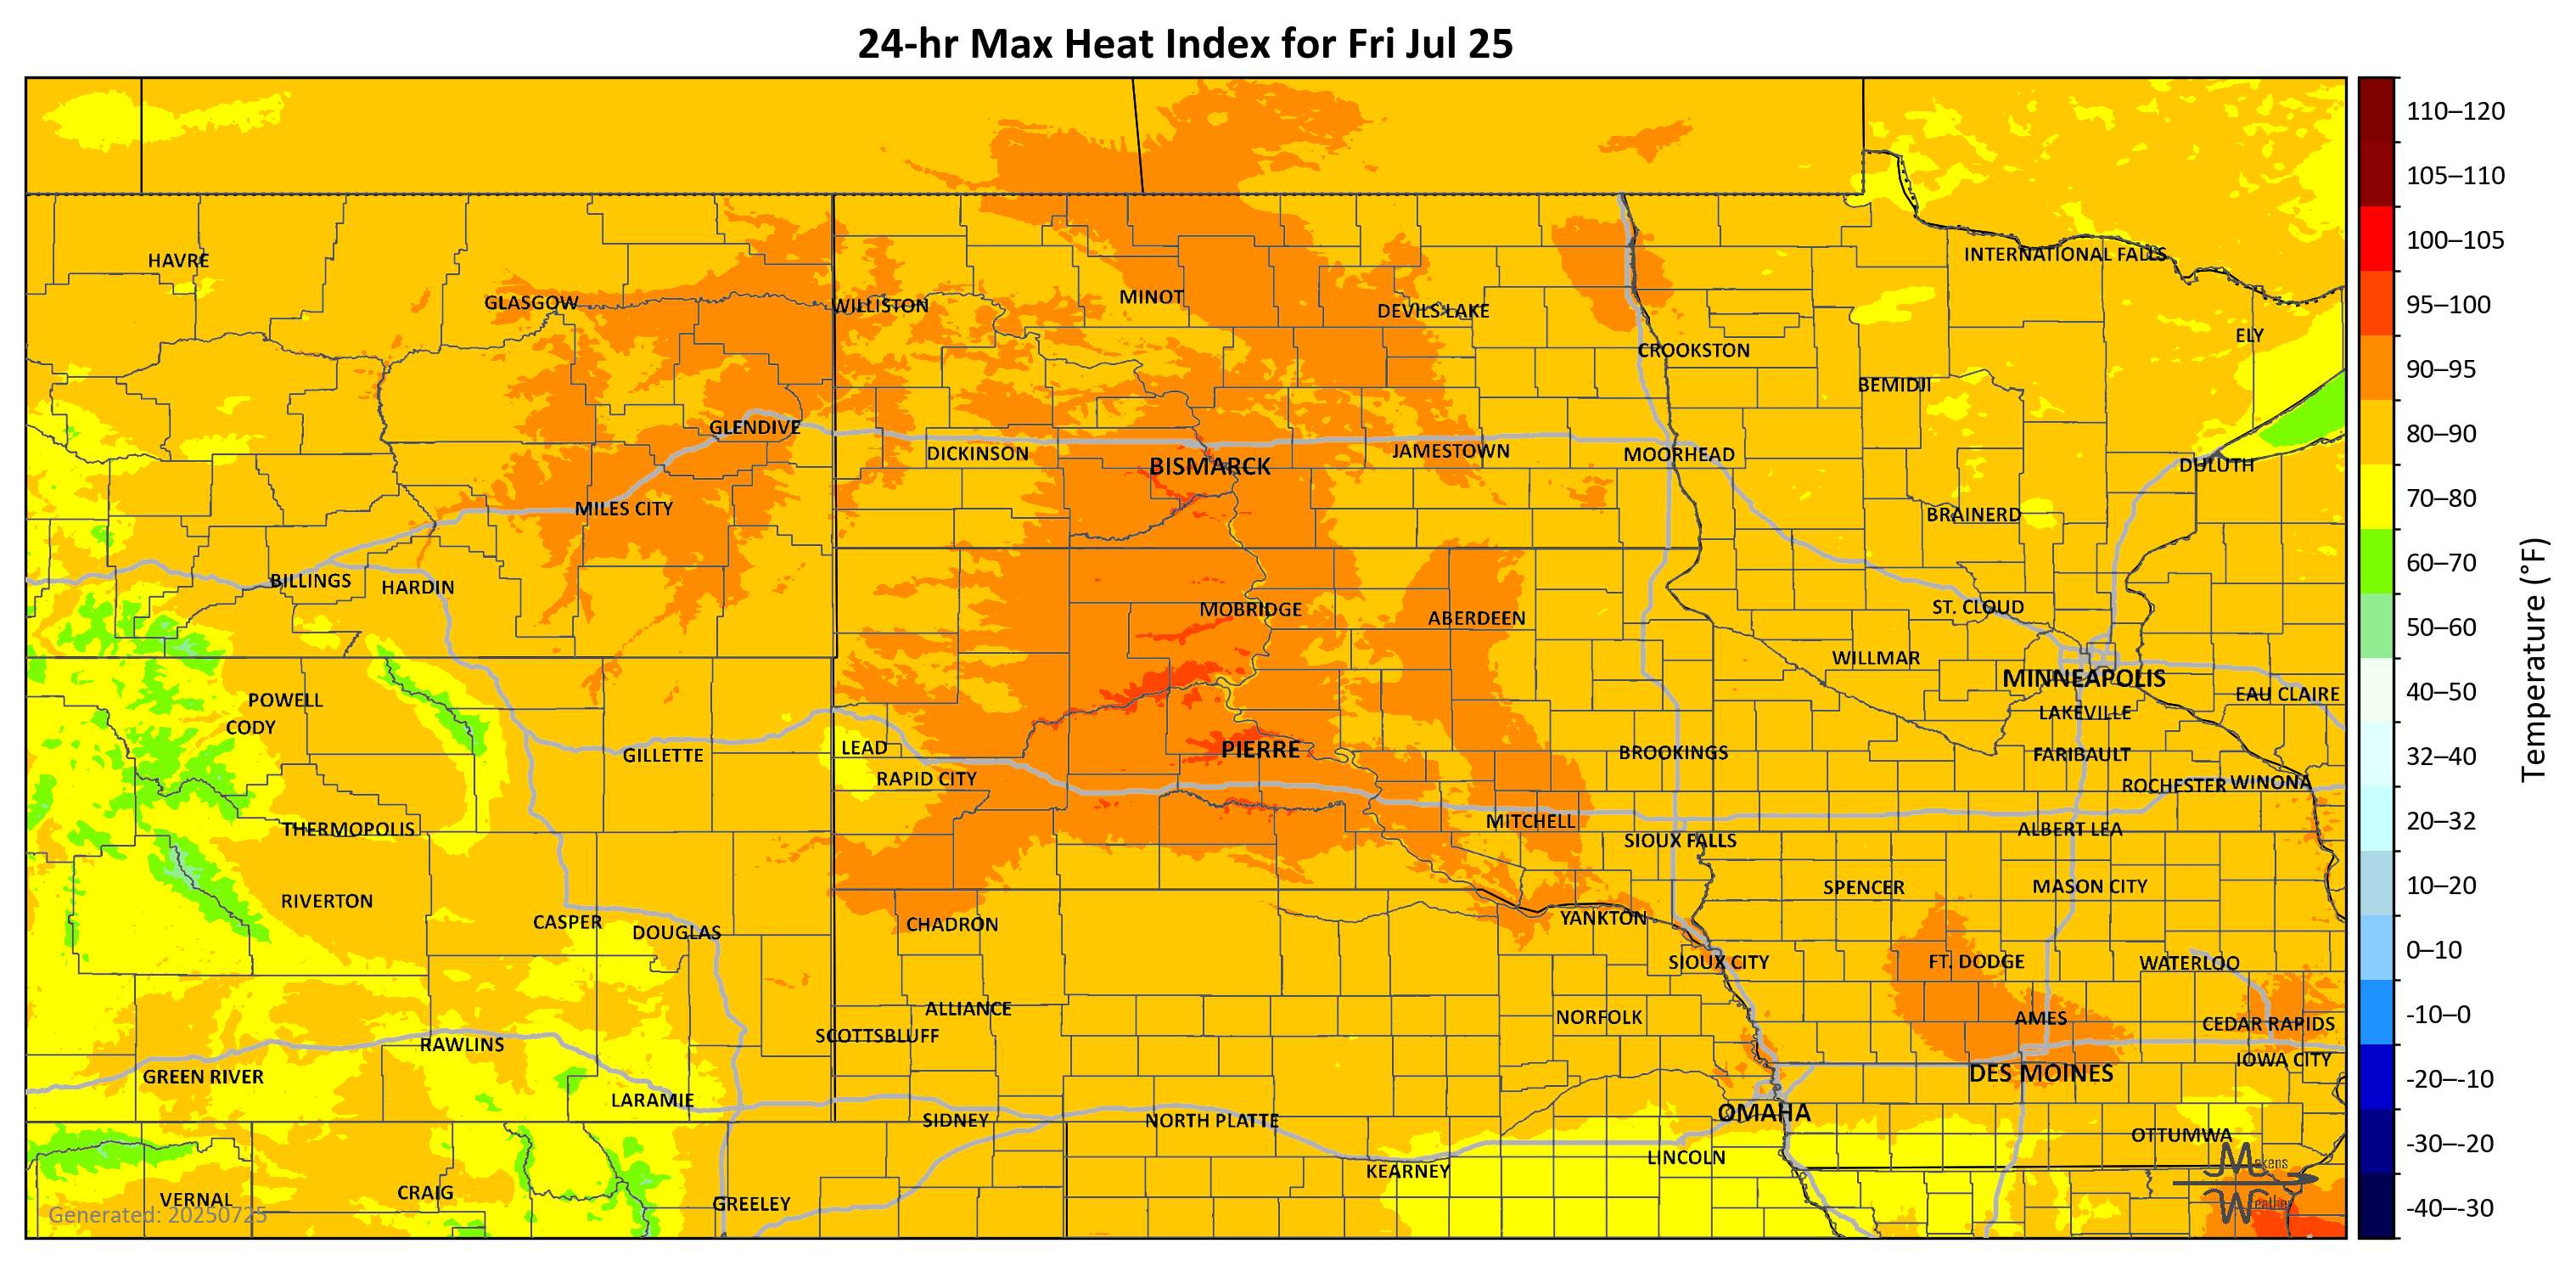 24-hr Max Heat Index for Fri Jul 25
110–120
105–110
100–105
95–100
90–95
80–90
70–80
60–70
50–60
40–50
32–40
20–32
10–20
0–10
-10–0
-20–-10
-30–-20
-40–-30
Temperature (°F)
HAVRE
INTERNATIONAL FALLS
GLASGOW
WILLISTON
MINOT
DEVILS LAKE
ELY
CROOKSTON
BEMIDJI
GLENDIVE
DICKINSON
BISMARCK
JAMESTOWN
MOORHEAD
DULUTH
MILES CITY
BRAINERD
BILLINGS
HARDIN
MOBRIDGE
ABERDEEN
ST. CLOUD
WILLMAR
MINNEAPOLIS
EAU CLAIRE
POWELL
CODY
LAKEVILLE
GILLETTE
LEAD
PIERRE
BROOKINGS
FARIBAULT
RAPID CITY
ROCHESTER
WINONA
THERMOPOLIS
MITCHELL
SIOUX FALLS
ALBERT LEA
RIVERTON
SPENCER
MASON CITY
CASPER
DOUGLAS
CHADRON
YANKTON
SIOUX CITY
FT. DODGE
WATERLOO
ALLIANCE
NORFOLK
AMES
CEDAR RAPIDS
SCOTTSBLUFF
RAWLINS
IOWA CITY
GREEN RIVER
DES MOINES
LARAMIE
SIDNEY
NORTH PLATTE
OMAHA
OTTUMWA
LINCOLN
KEARNEY
VERNAL
CRAIG
GREELEY
Generated: 20250725
Makens
Weather